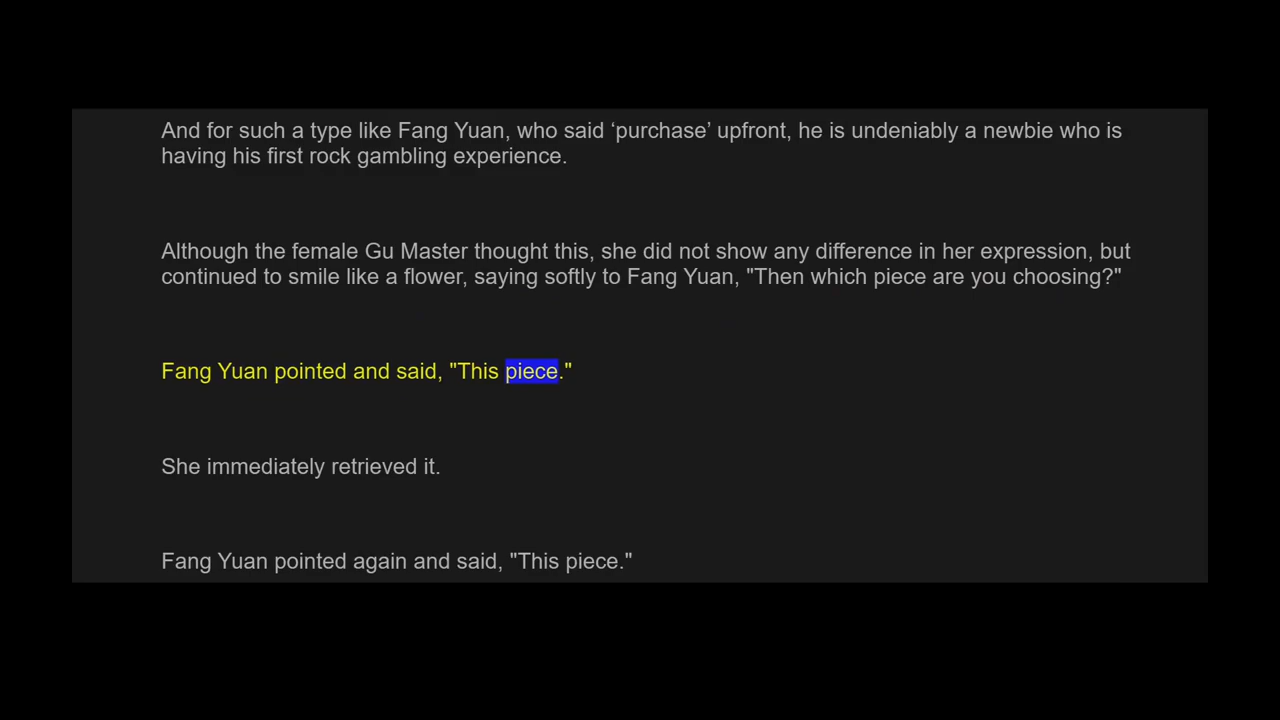 And for such a type like Fang Yuan, who said ‘purchase’ upfront, he is undeniably a newbie who is
having his first rock gambling experience.
Although the female Gu Master thought this, she did not show any difference in her expression, but
continued to smile like a flower, saying softly to Fang Yuan, "Then which piece are you choosing?"
Fang Yuan pointed and said, "This piece."
She immediately retrieved it.
Fang Yuan pointed again and said, "This piece."